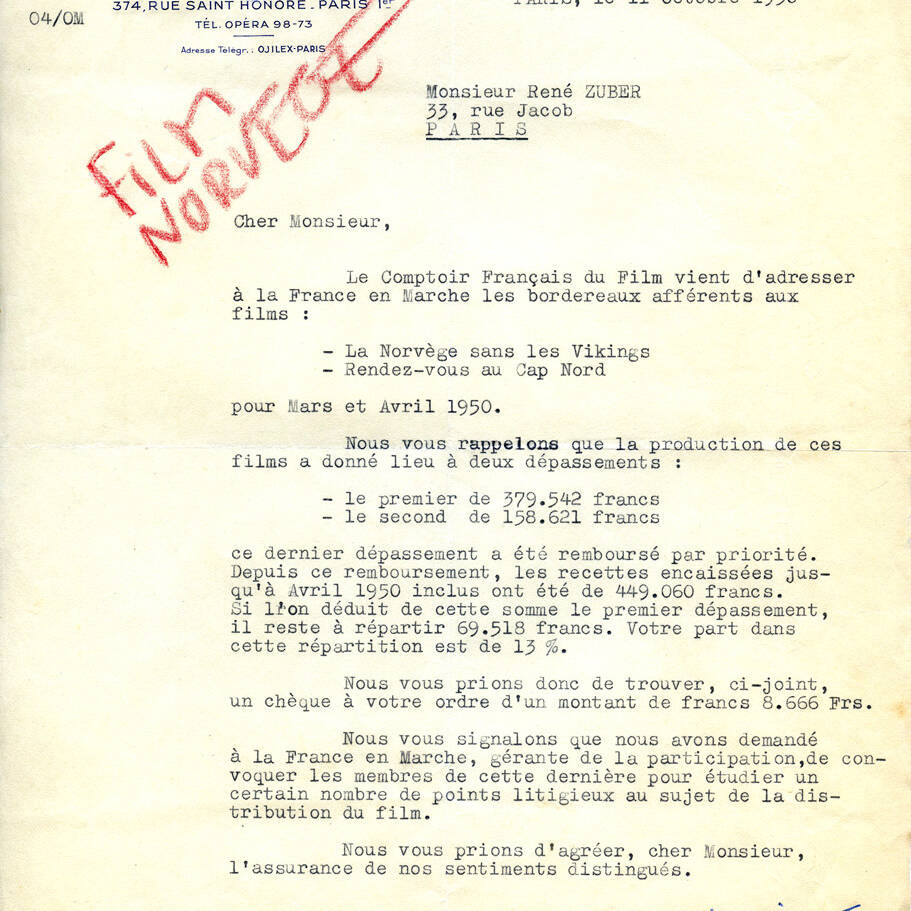 374, RUE SAINT HONORÉ - PARIS 1er
04/OM
TÉL. OPÉRA 98-73
Adresse Télégr. : OJILEX-PARIS
PARIS, le 11 Octobre 1950
FILM
NORVEGE
Monsieur René ZUBER
33, rue Jacob
P A R I S
Cher Monsieur,
Le Comptoir Français du Film vient d'adresser
à la France en Marche les bordereaux afférents aux
films :
- La Norvège sans les Vikings
- Rendez-vous au Cap Nord
pour Mars et Avril 1950.
Nous vous rappelons que la production de ces
films a donné lieu à deux dépassements :
- le premier de 379.542 francs
- le second de 158.621 francs
ce dernier dépassement a été remboursé par priorité.
Depuis ce remboursement, les recettes encaissées jus-
qu'à Avril 1950 inclus ont été de 449.060 francs.
Si l'on déduit de cette somme le premier dépassement,
il reste à répartir 69.518 francs. Votre part dans
cette répartition est de 13 %.
Nous vous prions donc de trouver, ci-joint,
un chèque à votre ordre d'un montant de francs 8.666 Frs.
Nous vous signalons que nous avons demandé
à la France en Marche, gérante de la participation,de con-
voquer les membres de cette dernière pour étudier un
certain nombre de points litigieux au sujet de la dis-
tribution du film.
Nous vous prions d'agréer, cher Monsieur,
l'assurance de nos sentiments distingués.